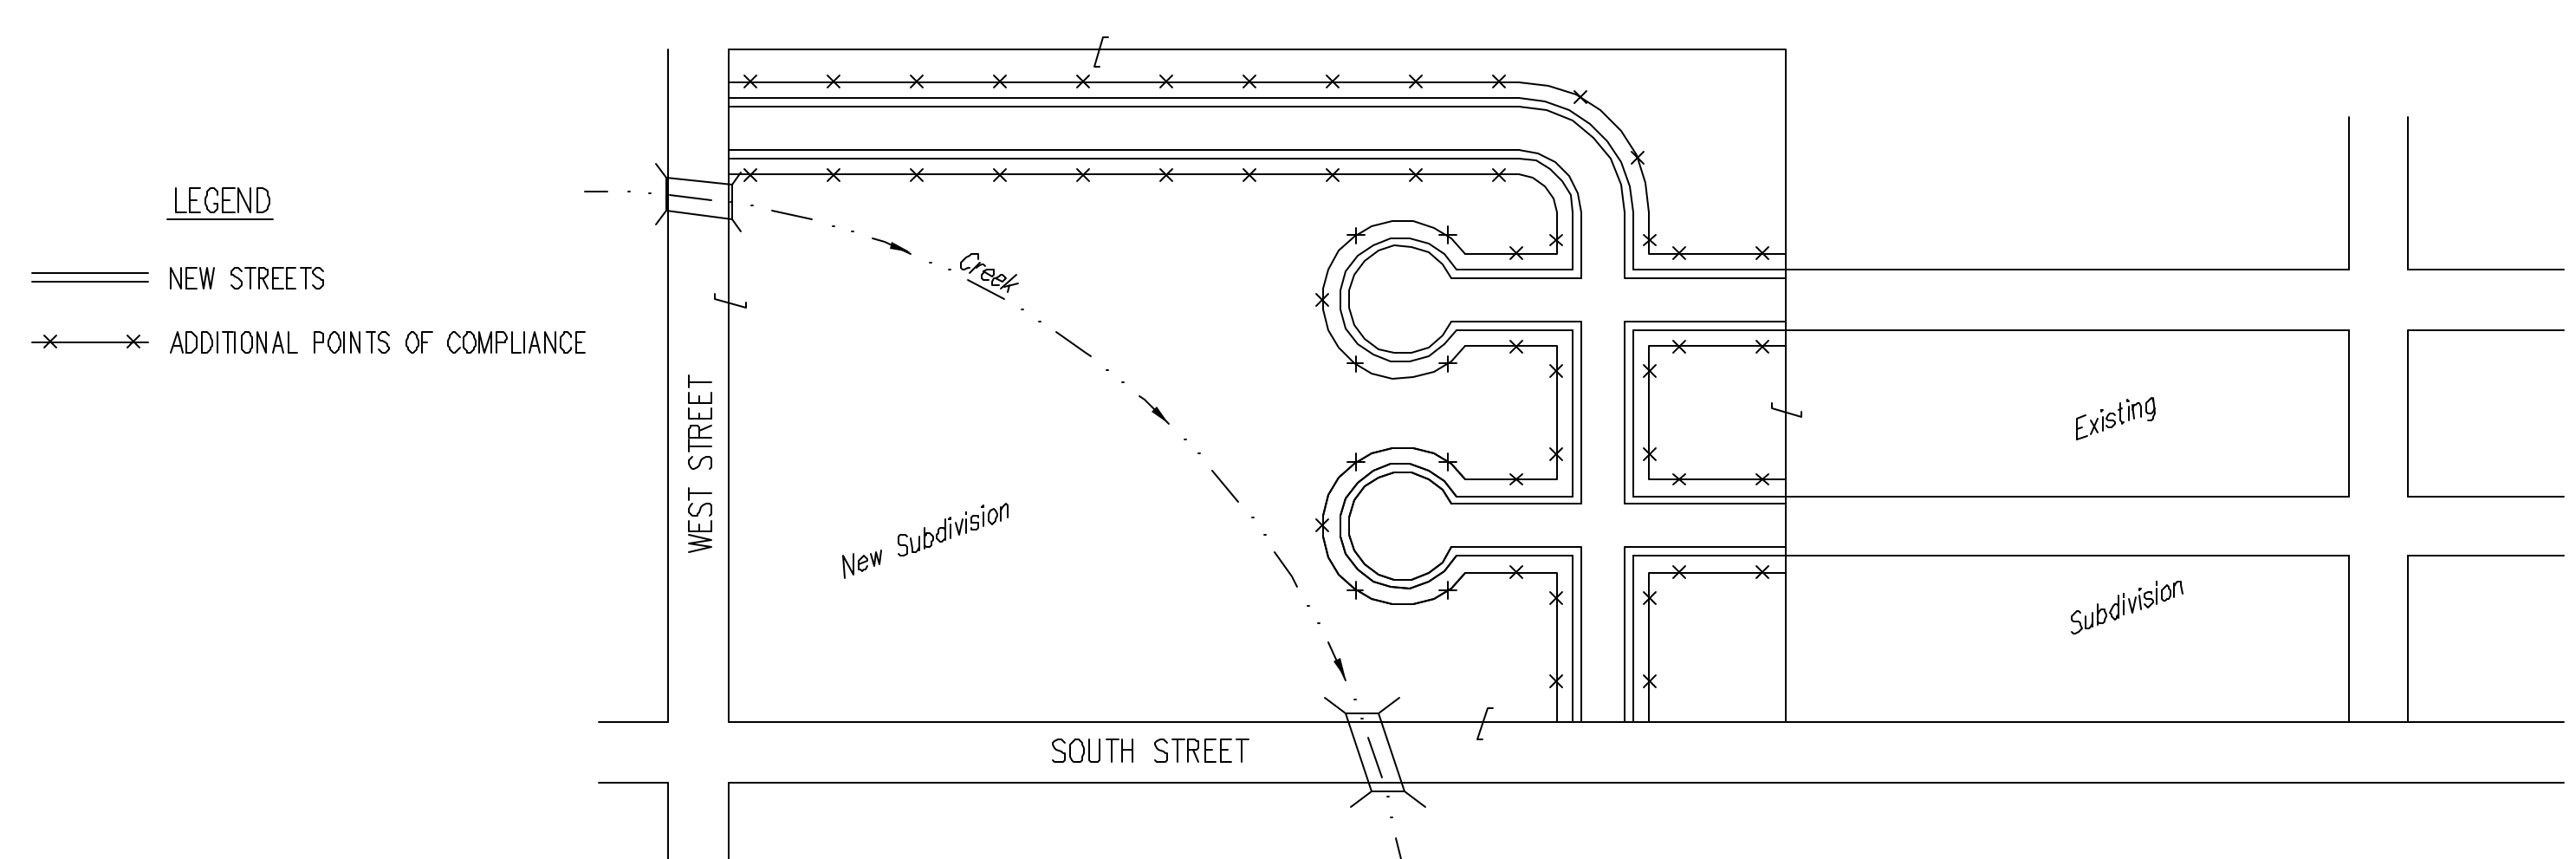 LEGEND
NEW STREETS
ADDITIONAL POINTS OF COMPLIANCE
Creek
WEST STREET
New Subdivision
SOUTH STREET
Existing
Subdivision